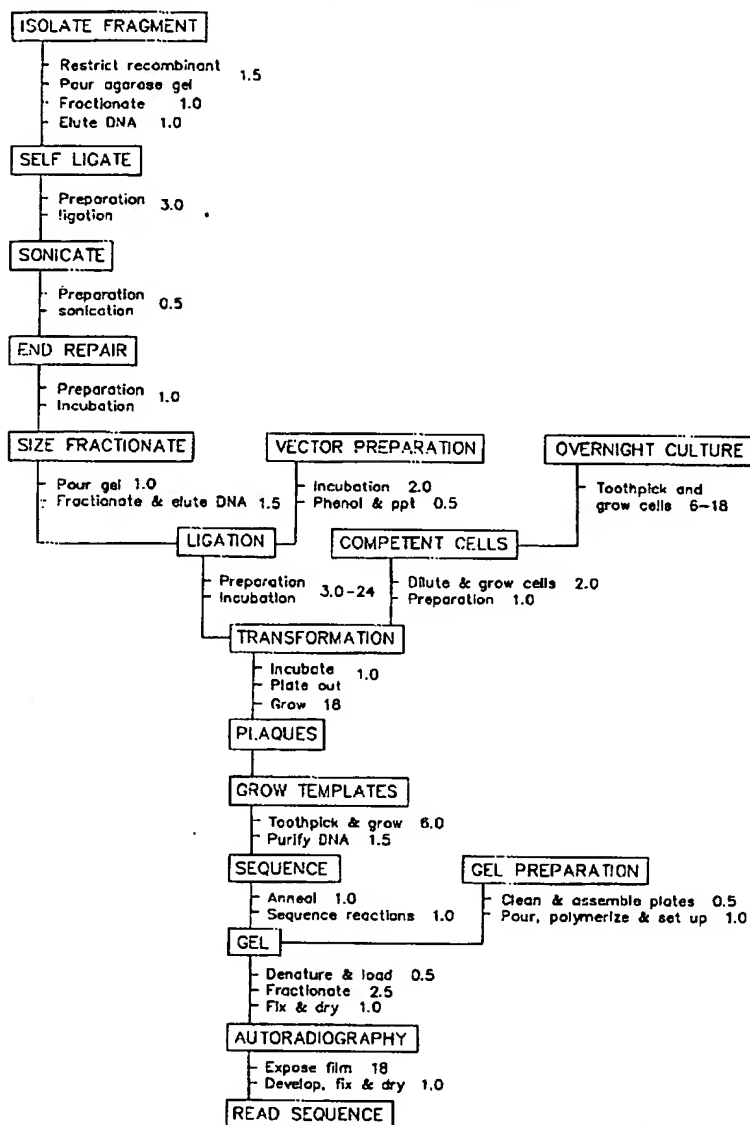 ISOLATE FRAGMENT
Restrict recombinant
1.5
Pour agarose gel
Fractionate 1.0
Elute DNA 1.0
SELF LIGATE
Preparation
3.0
ligation
SONICATE
Preparation
0.5
sonication
END REPAIR
Preparation
1.0
Incubation
SIZE FRACTIONATE
VECTOR PREPARATION
OVERNIGHT CULTURE
Pour gel 1.0
Fractionate & elute DNA 1.5
Incubation 2.0
Phenol & ppt 0.5
Toothpick and
grow cells 6-18
LIGATION
COMPETENT CELLS
Preparation
3.0-24
Incubation
Dilute & grow cells 2.0
Preparation 1.0
TRANSFORMATION
Incubate
1.0
Plate out
Grow 18
PLAQUES
GROW TEMPLATES
Toothpick & grow 6.0
Purify DNA 1.5
SEQUENCE
GEL PREPARATION
Anneal 1.0
Sequence reactions 1.0
Clean & assemble plates 0.5
Pour, polymerize & set up 1.0
GEL
Denature & load 0.5
Fractionate 2.5
Fix & dry 1.0
AUTORADIOGRAPHY
Expose film 18
Develop, fix & dry 1.0
READ SEQUENCE